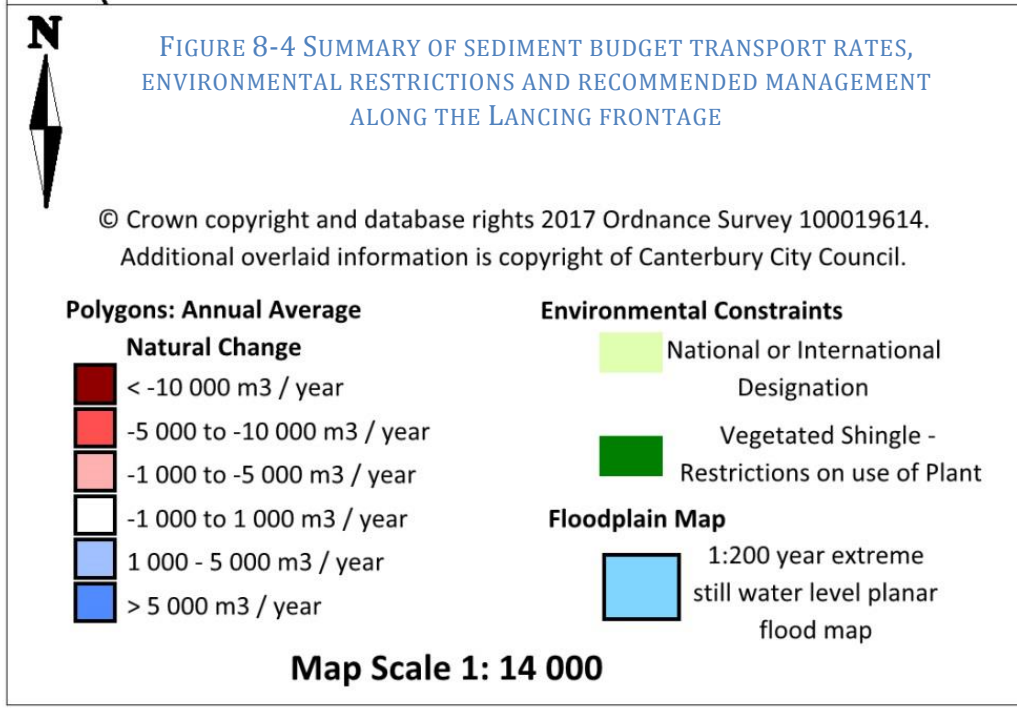 N
FIGURE 8-4 SUMMARY OF SEDIMENT BUDGET TRANSPORT RATES,
ENVIRONMENTAL RESTRICTIONS AND RECOMMENDED MANAGEMENT
ALONG THE LANCING FRONTAGE
© Crown copyright and database rights 2017 Ordnance Survey 100019614.
Additional overlaid information is copyright of Canterbury City Council.
Polygons: Annual Average
Natural Change
< -10 000 m3 / year
-5 000 to -10 000 m3 / year
-1 000 to -5 000 m3 / year
-1 000 to 1 000 m3 / year
1 000 - 5 000 m3 / year
> 5 000 m3 / year
Environmental Constraints
National or International
Designation
Vegetated Shingle -
Restrictions on use of Plant
Floodplain Map
1:200 year extreme
still water level planar
flood map
Map Scale 1: 14 000